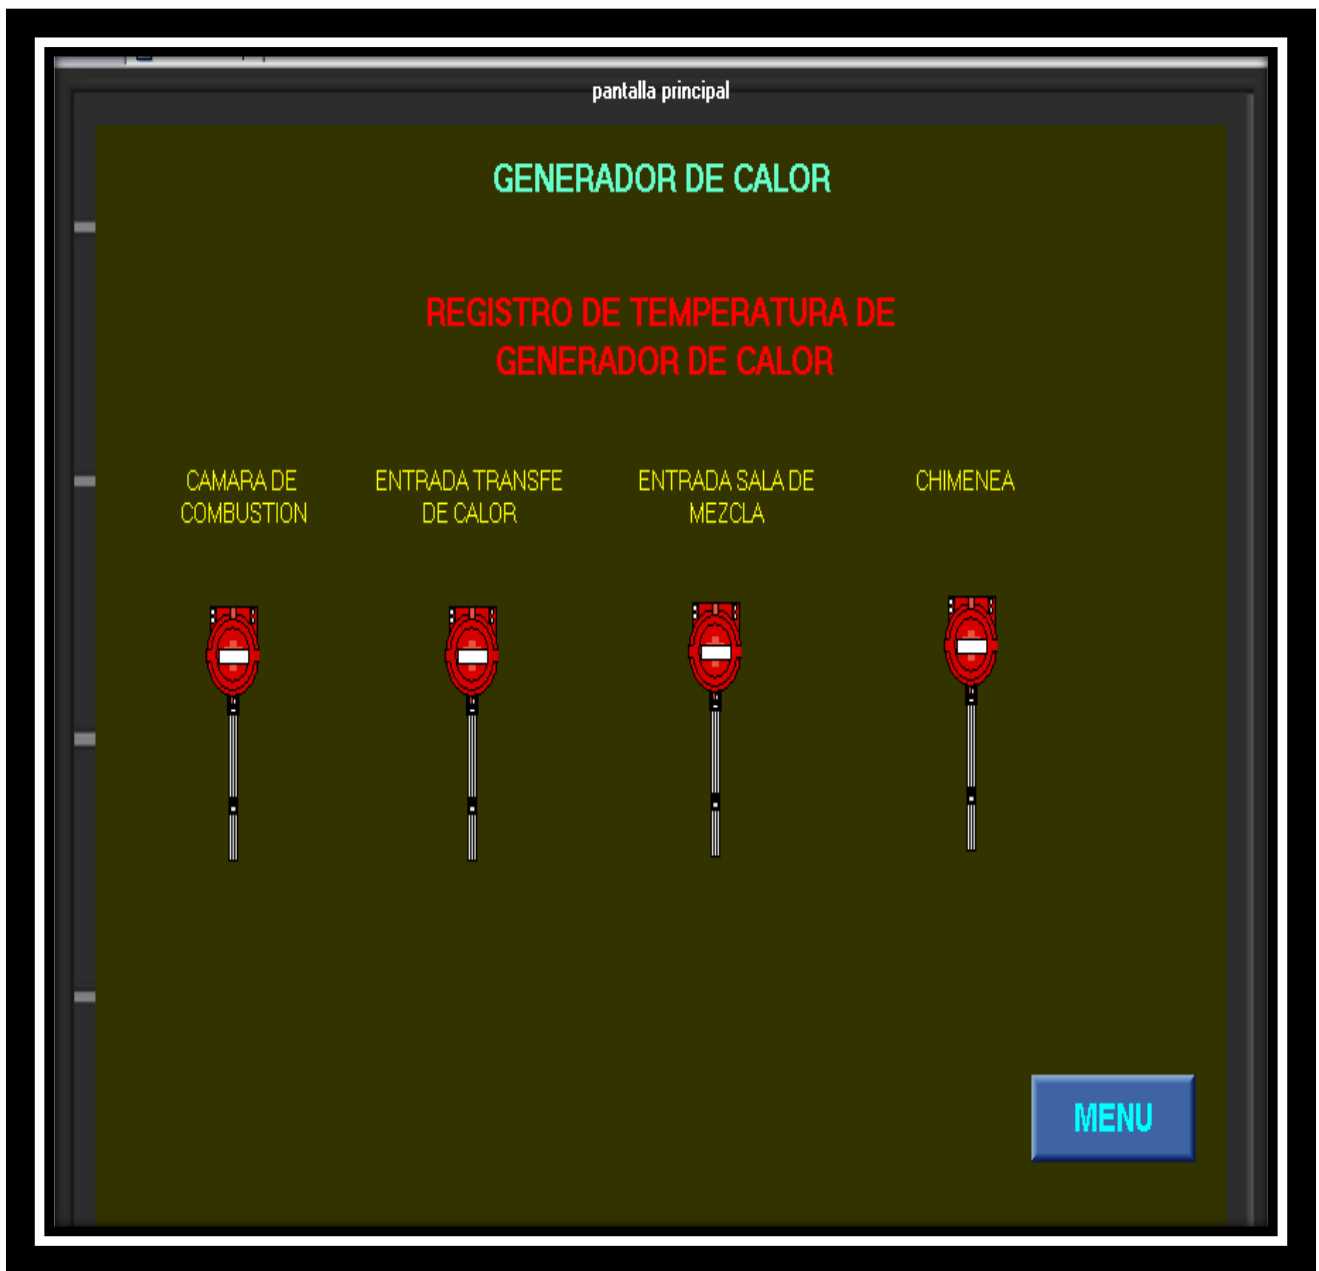 pantalla principal
GENERADOR DE CALOR
REGISTRO DE TEMPERATURA DE
GENERADOR DE CALOR
CAMARA DE
COMBUSTION
ENTRADA TRANSFE
DE CALOR
ENTRADA SALA DE
MEZCLA
CHIMENEA
MENU